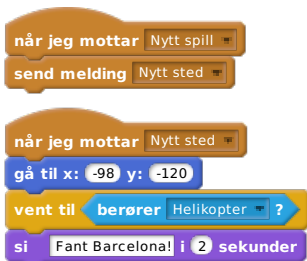 når jeg mottar Nytt spill
send melding Nytt sted
når jeg mottar Nytt sted
gå til x: -98 y: -120
vent til berører Helikopter ?
si Fant Barcelona! i 2 sekunder